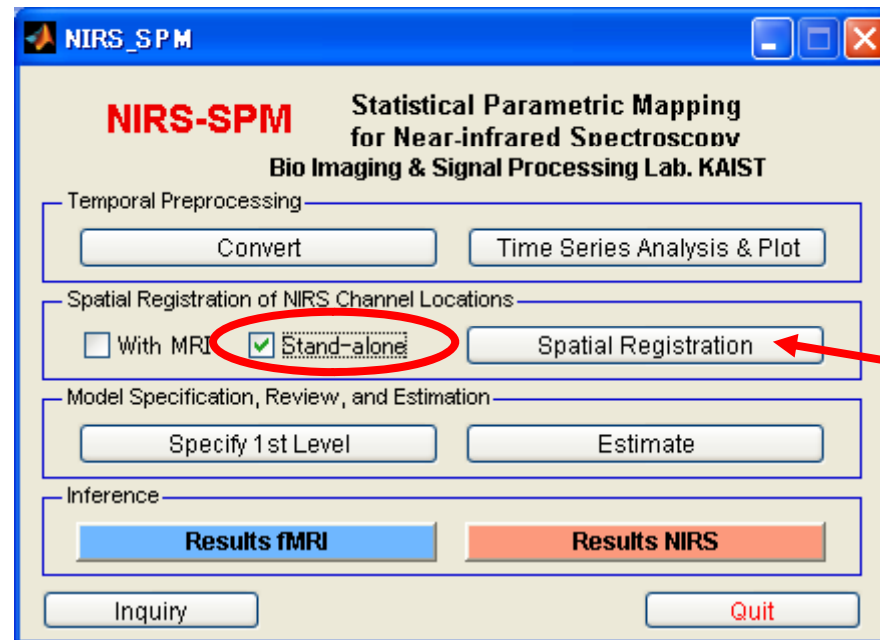 NIRS_SPM
NIRS-SPM
Statistical Parametric Mapping
for Near-infrared Spectroscopy
Bio Imaging & Signal Processing Lab. KAIST
Temporal Preprocessing
Convert
Time Series Analysis & Plot
Spatial Registration of NIRS Channel Locations
With MRI
Stand-alone
Spatial Registration
Model Specification, Review, and Estimation
Specify 1st Level
Estimate
Inference
Results fMRI
Results NIRS
Inquiry
Quit